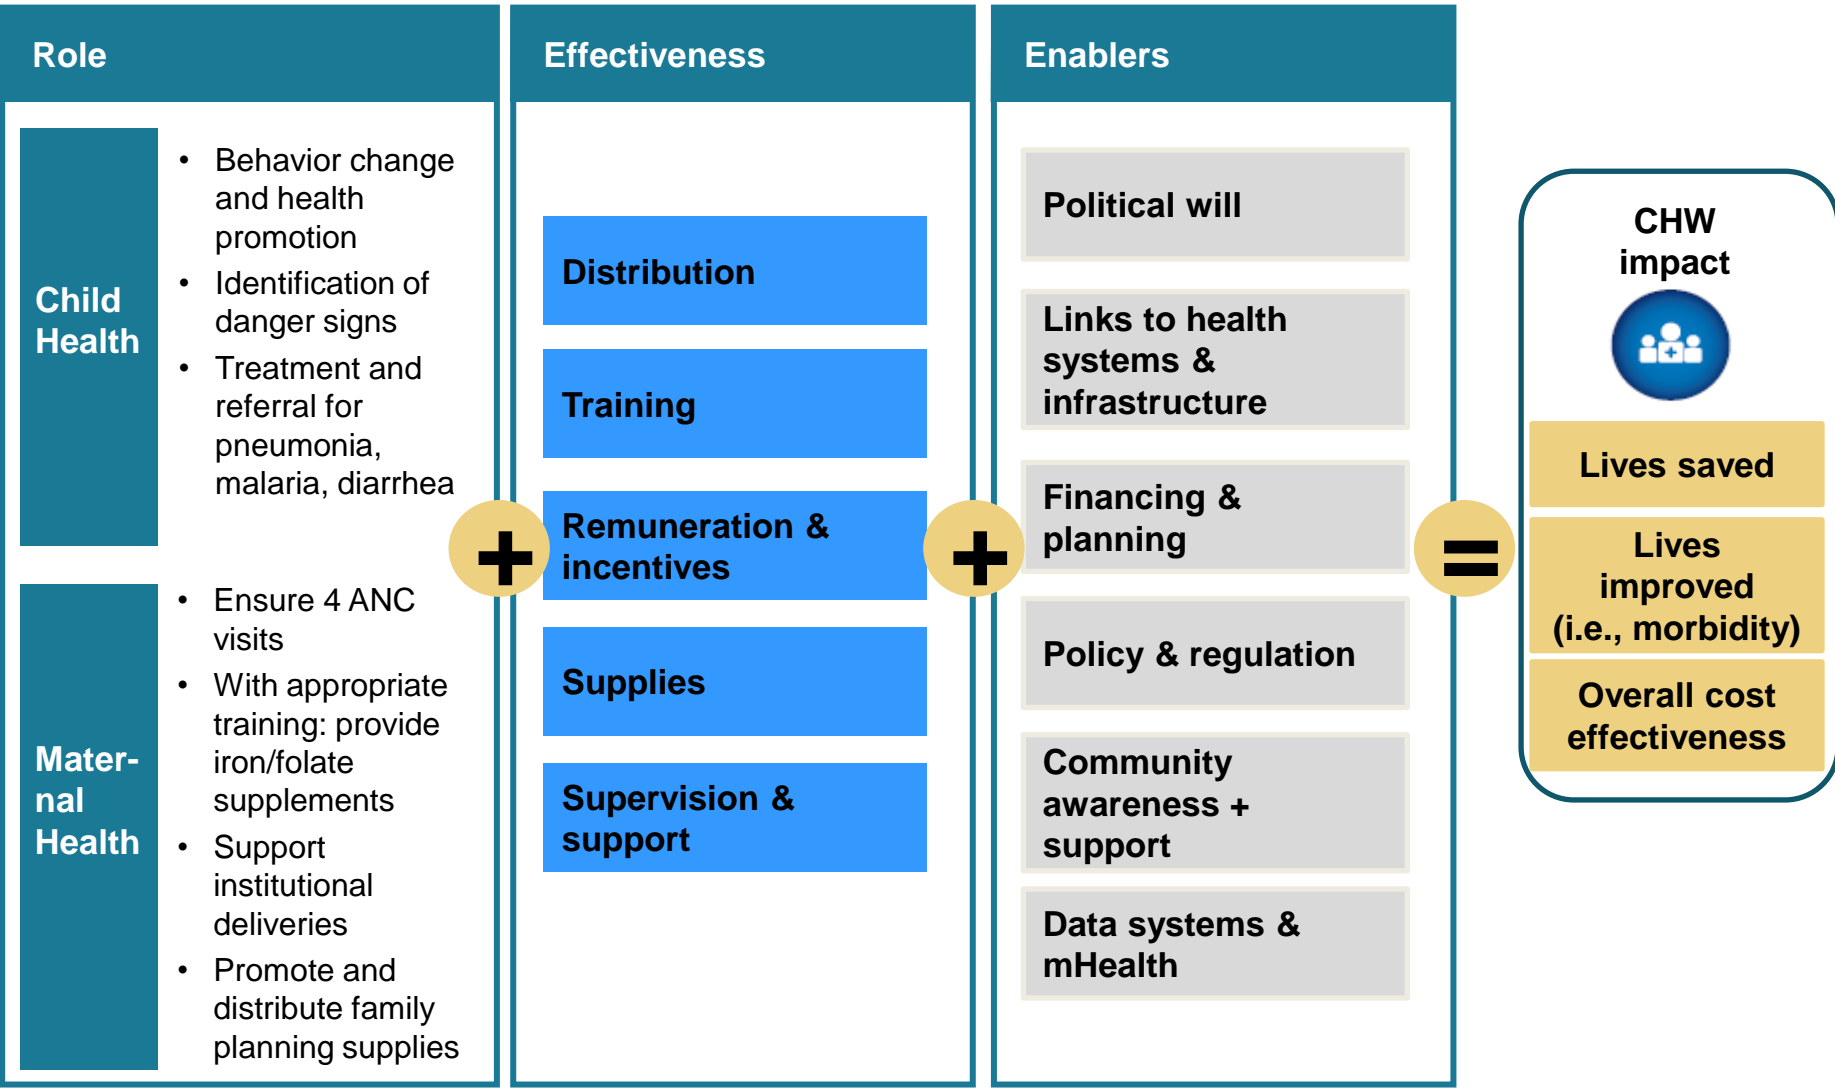 Role
Child
Health
• Behavior change
and health
promotion
• Identification of
danger signs
• Treatment and
referral for
pneumonia,
malaria, diarrhea
Mater-
nal
Health
• Ensure 4 ANC
visits
• With appropriate
training: provide
iron/folate
supplements
• Support
institutional
deliveries
• Promote and
distribute family
planning supplies
+
Effectiveness
Distribution
Training
Remuneration &
incentives
Supplies
Supervision &
support
+
Enablers
Political will
Links to health
systems &
infrastructure
Financing &
planning
Policy & regulation
Community
awareness +
support
Data systems &
mHealth
=
CHW
impact
Lives saved
Lives
improved
(i.e., morbidity)
Overall cost
effectiveness